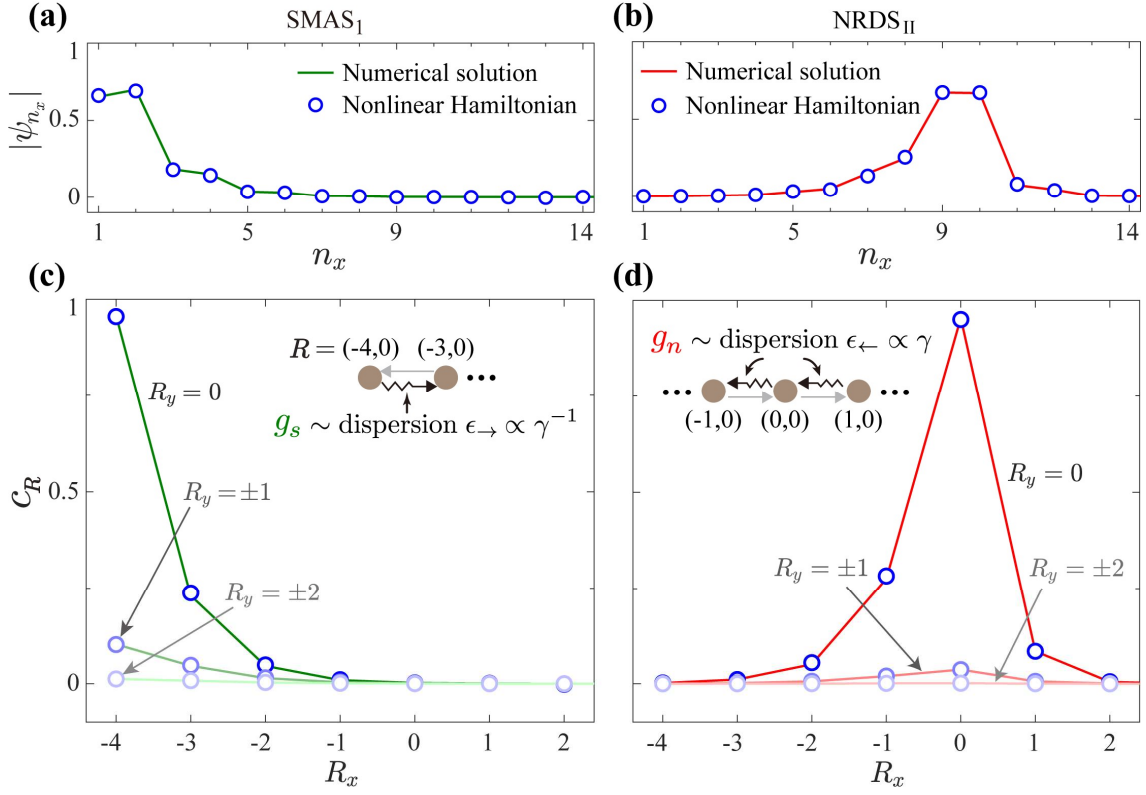 (a)
SMAS_I
1
0.5
0
|ψ_{n_x}|
Numerical solution
Nonlinear Hamiltonian
1
5
9
14
n_x
(b)
NRDS_II
Numerical solution
Nonlinear Hamiltonian
1
5
9
14
n_x
(c)
1
0.5
0
c_R
R = (-4,0) (-3,0)
...
g_s ~ dispersion ϵ_→ ∝ γ^{-1}
R_y = 0
R_y = ±1
R_y = ±2
-4
-3
-2
-1
0
1
2
R_x
(d)
g_n ~ dispersion ϵ_← ∝ γ
... ...
(-1,0) (0,0) (1,0)
R_y = 0
R_y = ±1
R_y = ±2
-4
-3
-2
-1
0
1
2
R_x